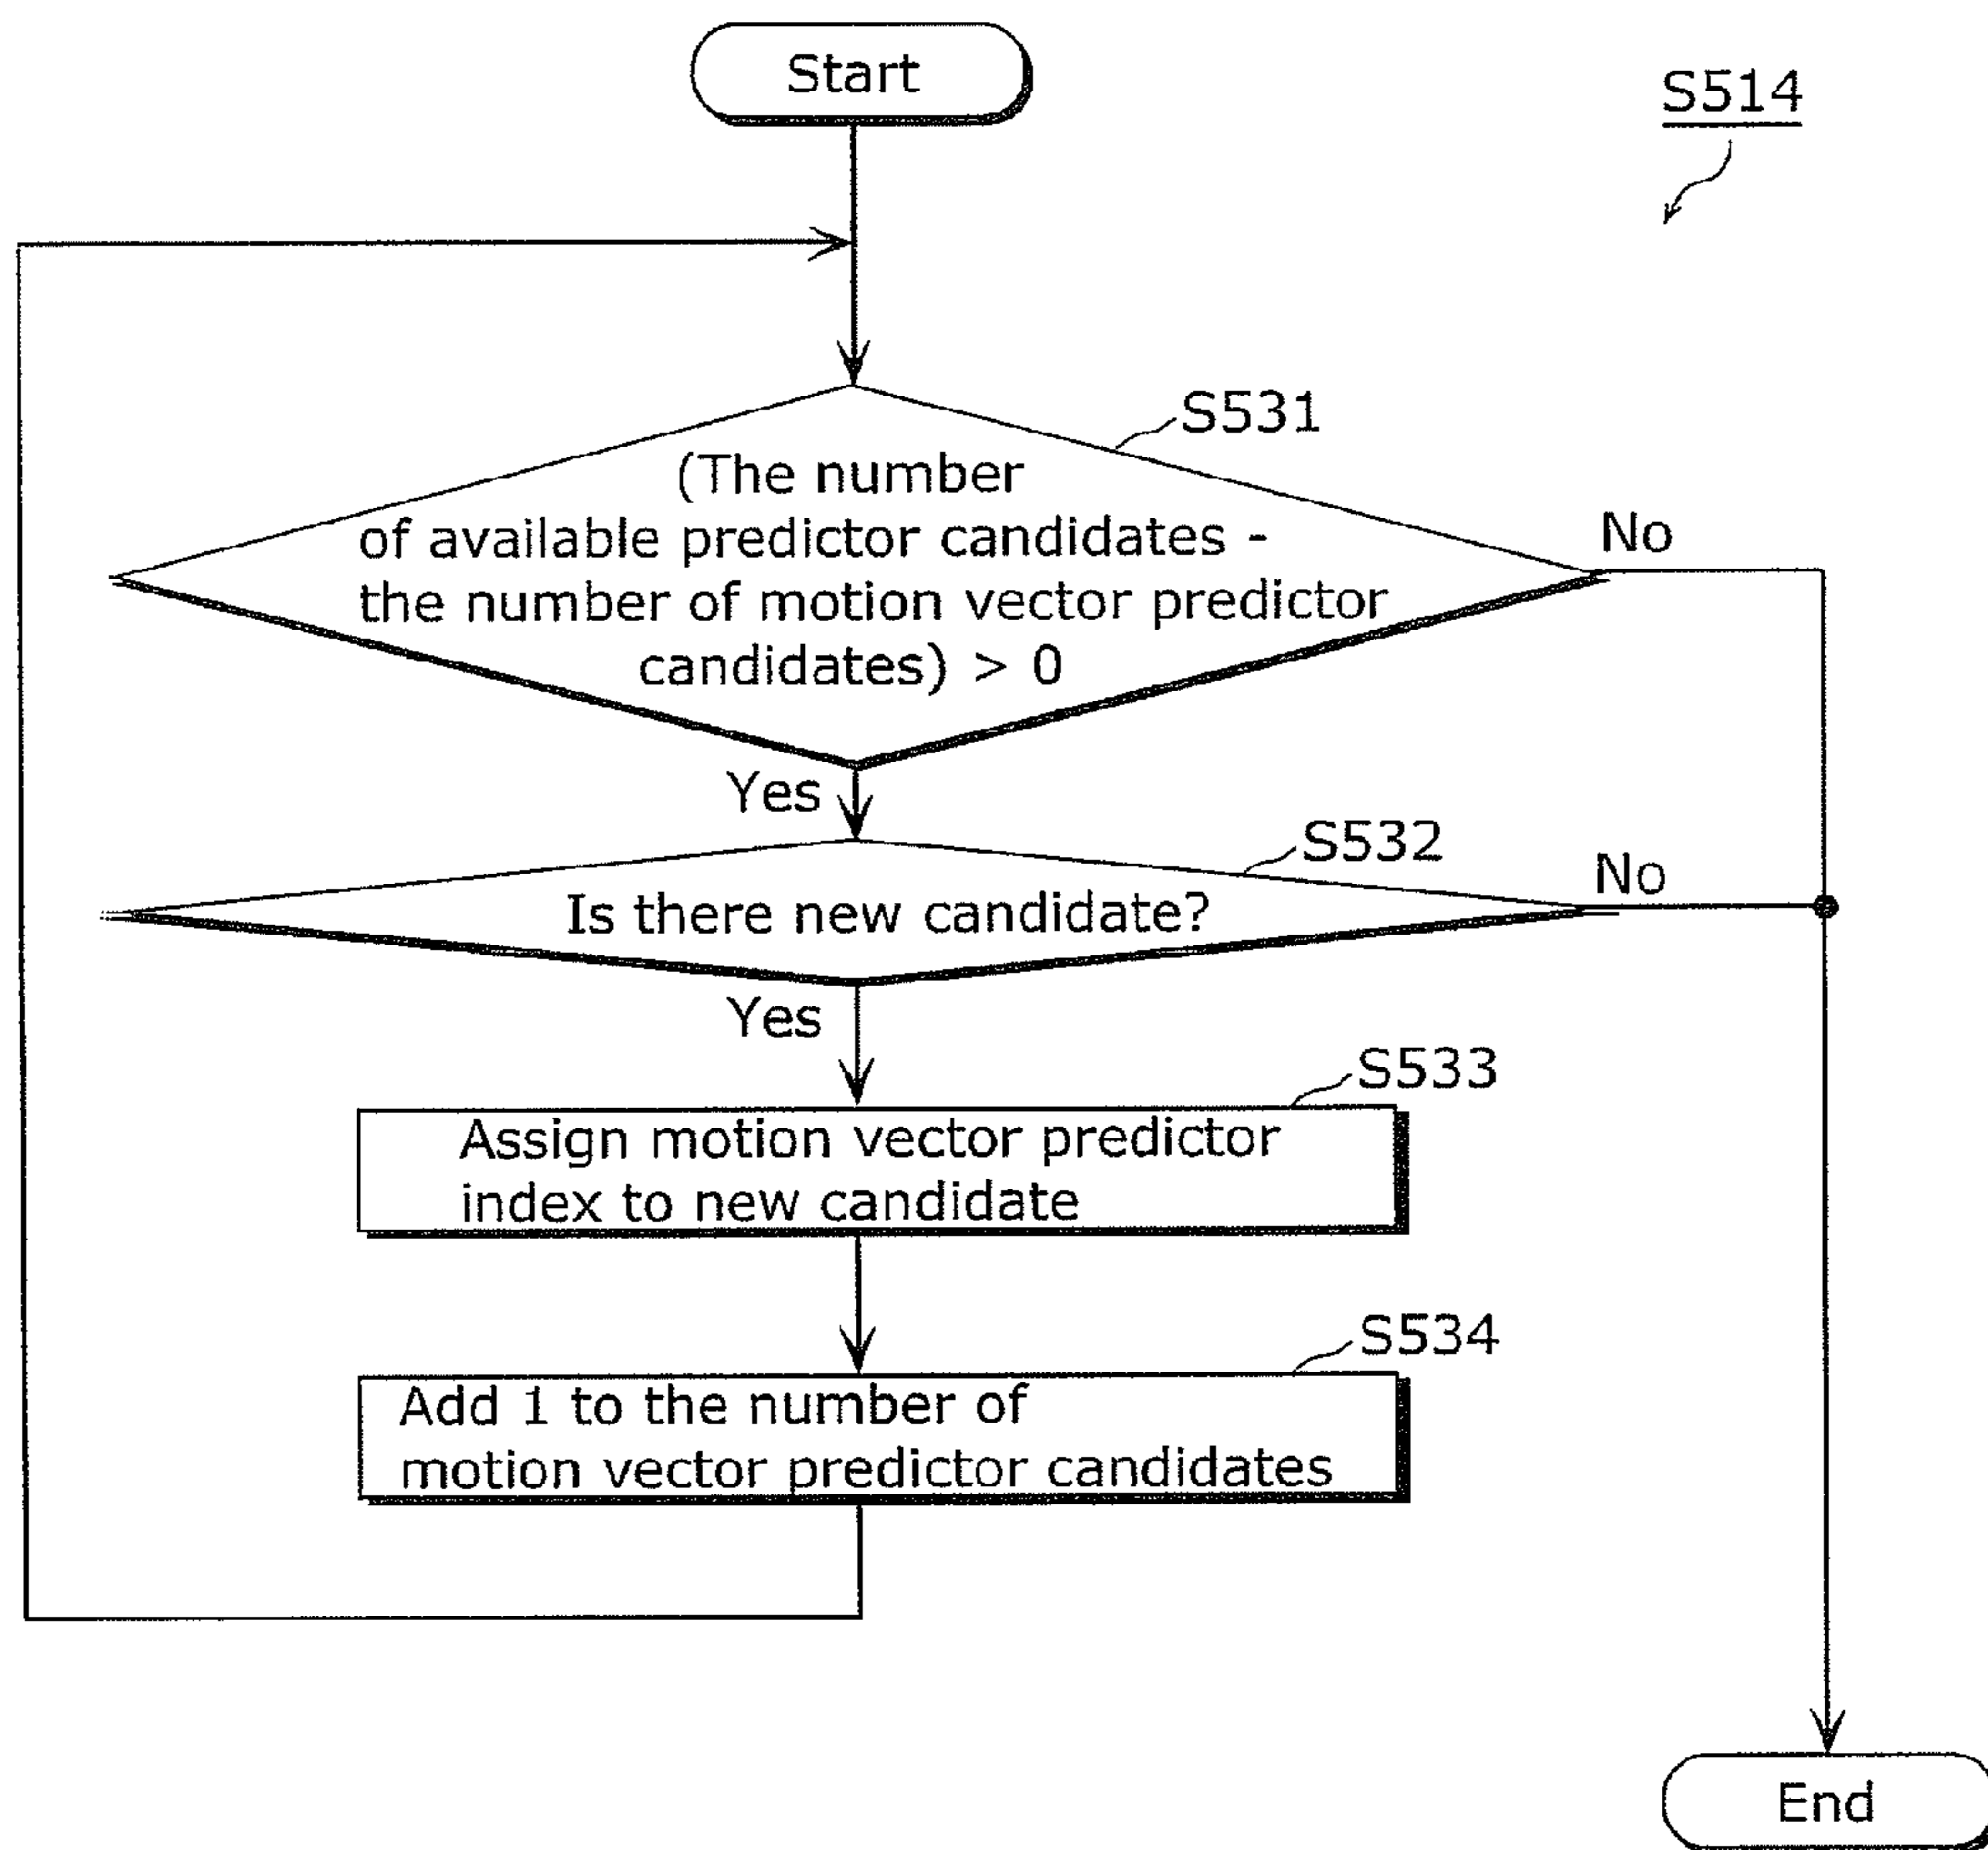 Start
S514
S531
(The number
of available predictor candidates -
the number of motion vector predictor
candidates) > 0
No
Yes
S532
Is there new candidate?
No
Yes
S533
Assign motion vector predictor
index to new candidate
S534
Add 1 to the number of
motion vector predictor candidates
End